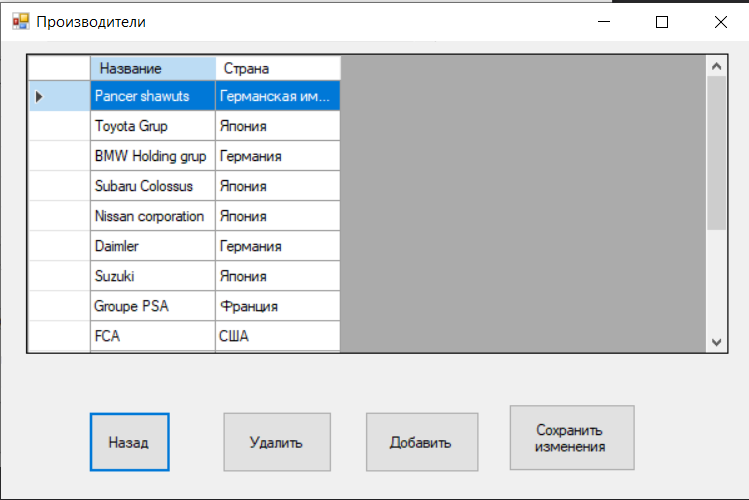 Производители
Название Страна
Pancer shawuts Германская им...
Toyota Grup Япония
BMW Holding grup Германия
Subaru Colossus Япония
Nissan corporation Япония
Daimler Германия
Suzuki Япония
Groupe PSA Франция
FCA США
Назад Удалить Добавить Сохранить
изменения